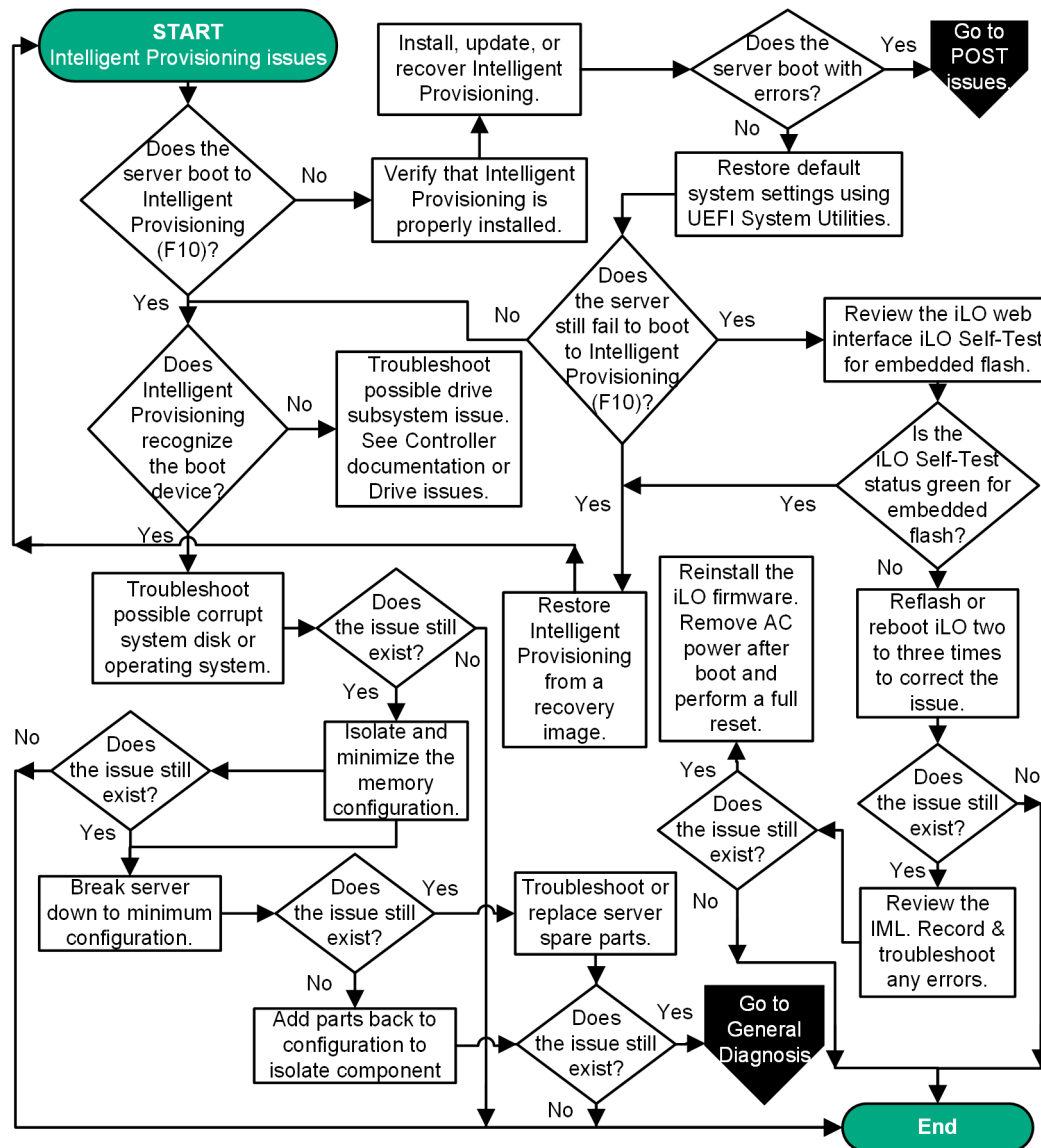 START
Intelligent Provisioning issues
Does the
server boot to
Intelligent
Provisioning
(F10)?
No
Verify that Intelligent
Provisioning is
properly installed.
Install, update, or
recover Intelligent
Provisioning.
Does the
server boot with
errors?
Yes
Go to
POST
issues.
No
Restore default
system settings using
UEFI System Utilities.
Does
the server
still fail to boot
to Intelligent
Provisioning
(F10)?
No
Yes
Review the iLO web
interface iLO Self-Test
for embedded flash.
Is the
iLO Self-Test
status green for
embedded
flash?
Yes
Yes
No
Yes
Does
Intelligent
Provisioning
recognize
the boot
device?
No
Troubleshoot
possible drive
subsystem issue.
See Controller
documentation or
Drive issues.
Yes
Troubleshoot
possible corrupt
system disk or
operating system.
Does
the issue still
exist?
No
Yes
Restore
Intelligent
Provisioning
from a
recovery
image.
Reinstall the
iLO firmware.
Remove AC
power after
boot and
perform a full
reset.
Reflash or
reboot iLO two
to three times
to correct the
issue.
Isolate and
minimize the
memory
configuration.
No
Does
the issue still
exist?
Yes
Yes
Does
the issue still
exist?
No
Does
the issue still
exist?
No
Yes
Review the
IML. Record &
troubleshoot
any errors.
Break server
down to minimum
configuration.
Does
the issue still
exist?
Yes
Troubleshoot or
replace server
spare parts.
No
Add parts back to
configuration to
isolate component
Does
the issue still
exist?
Yes
Go to
General
Diagnosis
No
End